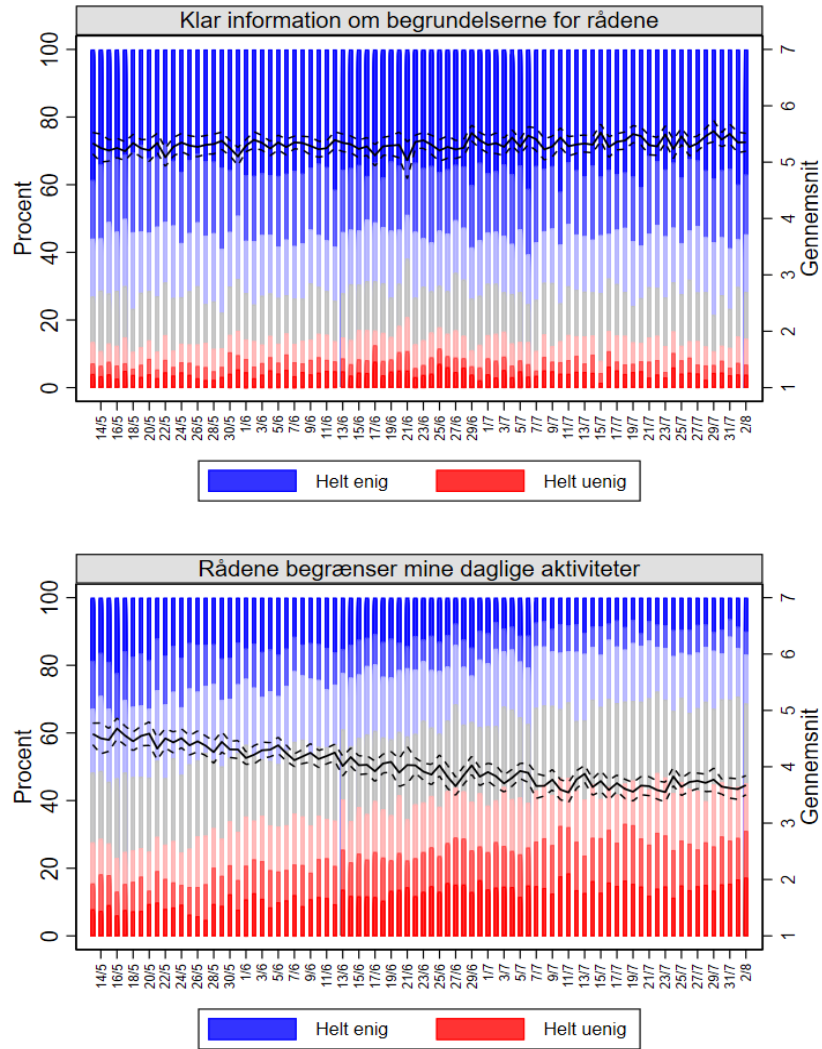 Klar information om begrundelserne for rådene
100
80
60
40
20
0
Procent
7
6
5
4
3
2
1
Gennemsnit
14/5 16/5 18/5 20/5 22/5 24/5 26/5 28/5 30/5 1/6 3/6 5/6 7/6 9/6 11/6 13/6 15/6 17/6 19/6 21/6 23/6 25/6 27/6 29/6 1/7 3/7 5/7 7/7 9/7 11/7 13/7 15/7 17/7 19/7 21/7 23/7 25/7 27/7 29/7 31/7 2/8
Helt enig Helt uenig
Rådene begrænser mine daglige aktiviteter
100
80
60
40
20
0
Procent
7
6
5
4
3
2
1
Gennemsnit
14/5 16/5 18/5 20/5 22/5 24/5 26/5 28/5 30/5 1/6 3/6 5/6 7/6 9/6 11/6 13/6 15/6 17/6 19/6 21/6 23/6 25/6 27/6 29/6 1/7 3/7 5/7 7/7 9/7 11/7 13/7 15/7 17/7 19/7 21/7 23/7 25/7 27/7 29/7 31/7 2/8
Helt enig Helt uenig